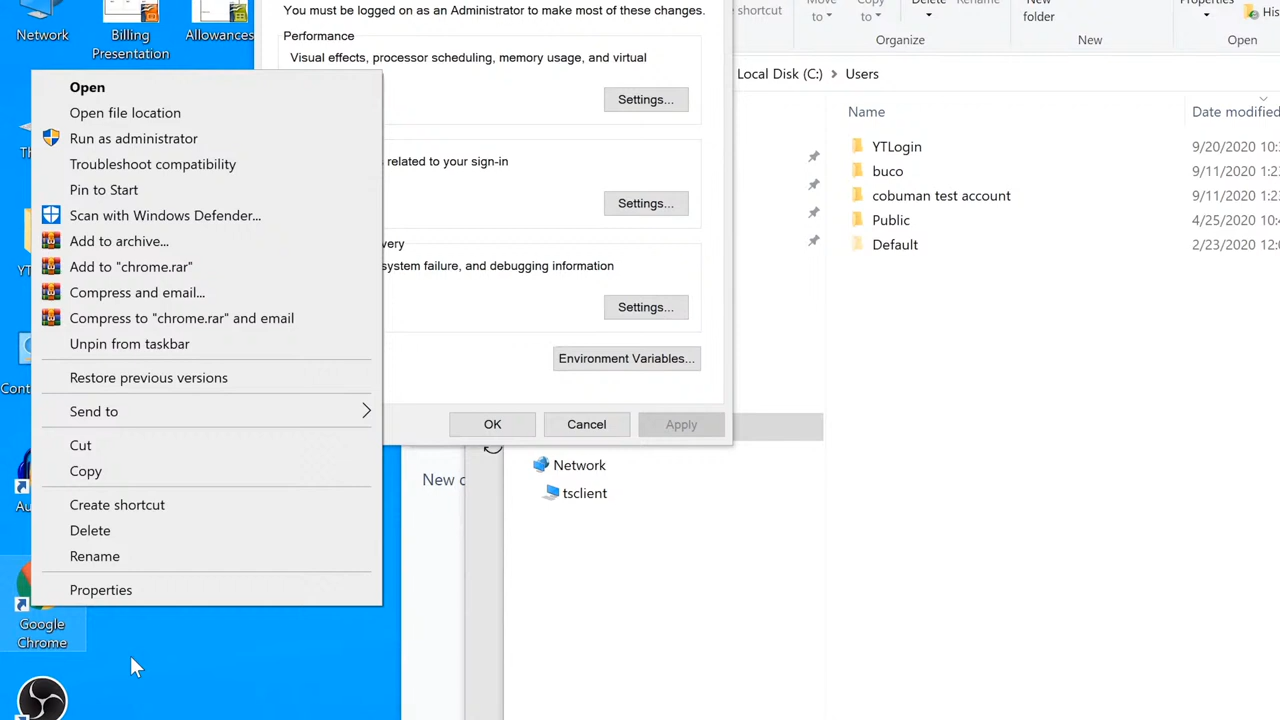 Network
Billing
Presentation
Allowances
Open
Open file location
Run as administrator
Troubleshoot compatibility
Pin to Start
Scan with Windows Defender...
Add to archive...
Add to "chrome.rar"
Compress and email...
Compress to "chrome.rar" and email
Unpin from taskbar
Restore previous versions
Send to
Cut
Copy
Create shortcut
Delete
Rename
Properties
Google
Chrome
You must be logged on as an Administrator to make most of these changes.
Performance
Visual effects, processor scheduling, memory usage, and virtual
Settings...
related to your sign-in
Settings...
very
system failure, and debugging information
Settings...
Environment Variables...
OK
Cancel
Apply
New
Network
tsclient
shortcut
Move
to
Copy
to
Delete
Rename
Organize
New
folder
New
Properties
His
Open
Local Disk (C:) > Users
Name
Date modified
YTLogin
9/20/2020 10:
buco
9/11/2020 1:2
cobuman test account
9/11/2020 1:2
Public
4/25/2020 10:
Default
2/23/2020 12: